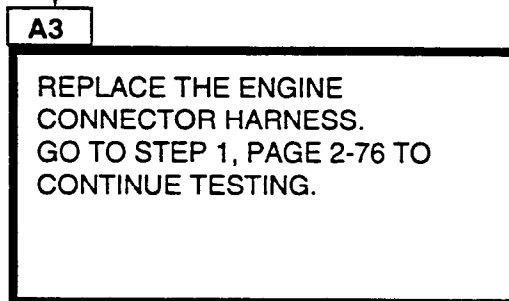 A3
REPLACE THE ENGINE
CONNECTOR HARNESS.
GO TO STEP 1, PAGE 2-76 TO
CONTINUE TESTING.